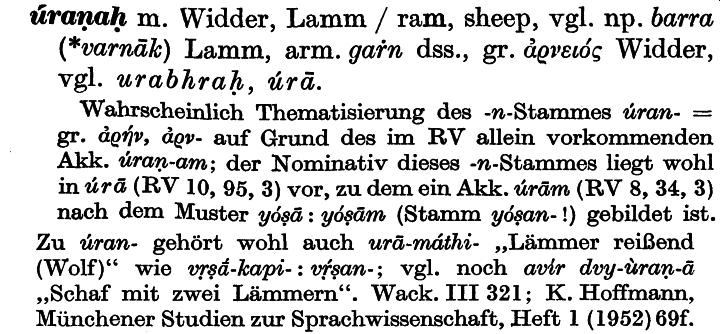 úraṇaḥ m. Widder, Lamm / ram, sheep, vgl. np. barra
(*varnāk) Lamm, arm. gaṙn dss., gr. ἀρνειός Widder,
vgl. urabhraḥ, úrā.
Wahrscheinlich Thematisierung des -n-Stammes úran- =
gr. ἀρήν, ἀρν- auf Grund des im RV allein vorkommenden
Akk. úraṇ-am; der Nominativ dieses -n-Stammes liegt wohl
in úrā (RV 10, 95, 3) vor, zu dem ein Akk. úrām (RV 8, 34, 3)
nach dem Muster yóṣā : yóṣām (Stamm yóṣan- !) gebildet ist.
Zu úran- gehört wohl auch urā-máthi- „Lämmer reißend
(Wolf)“ wie vṛṣā́-kapi- : vṛ́ṣan-; vgl. noch avír dvy-ùraṇ-ā
„Schaf mit zwei Lämmern“. Wack. III 321; K. Hoffmann,
Münchener Studien zur Sprachwissenschaft, Heft 1 (1952) 69f.